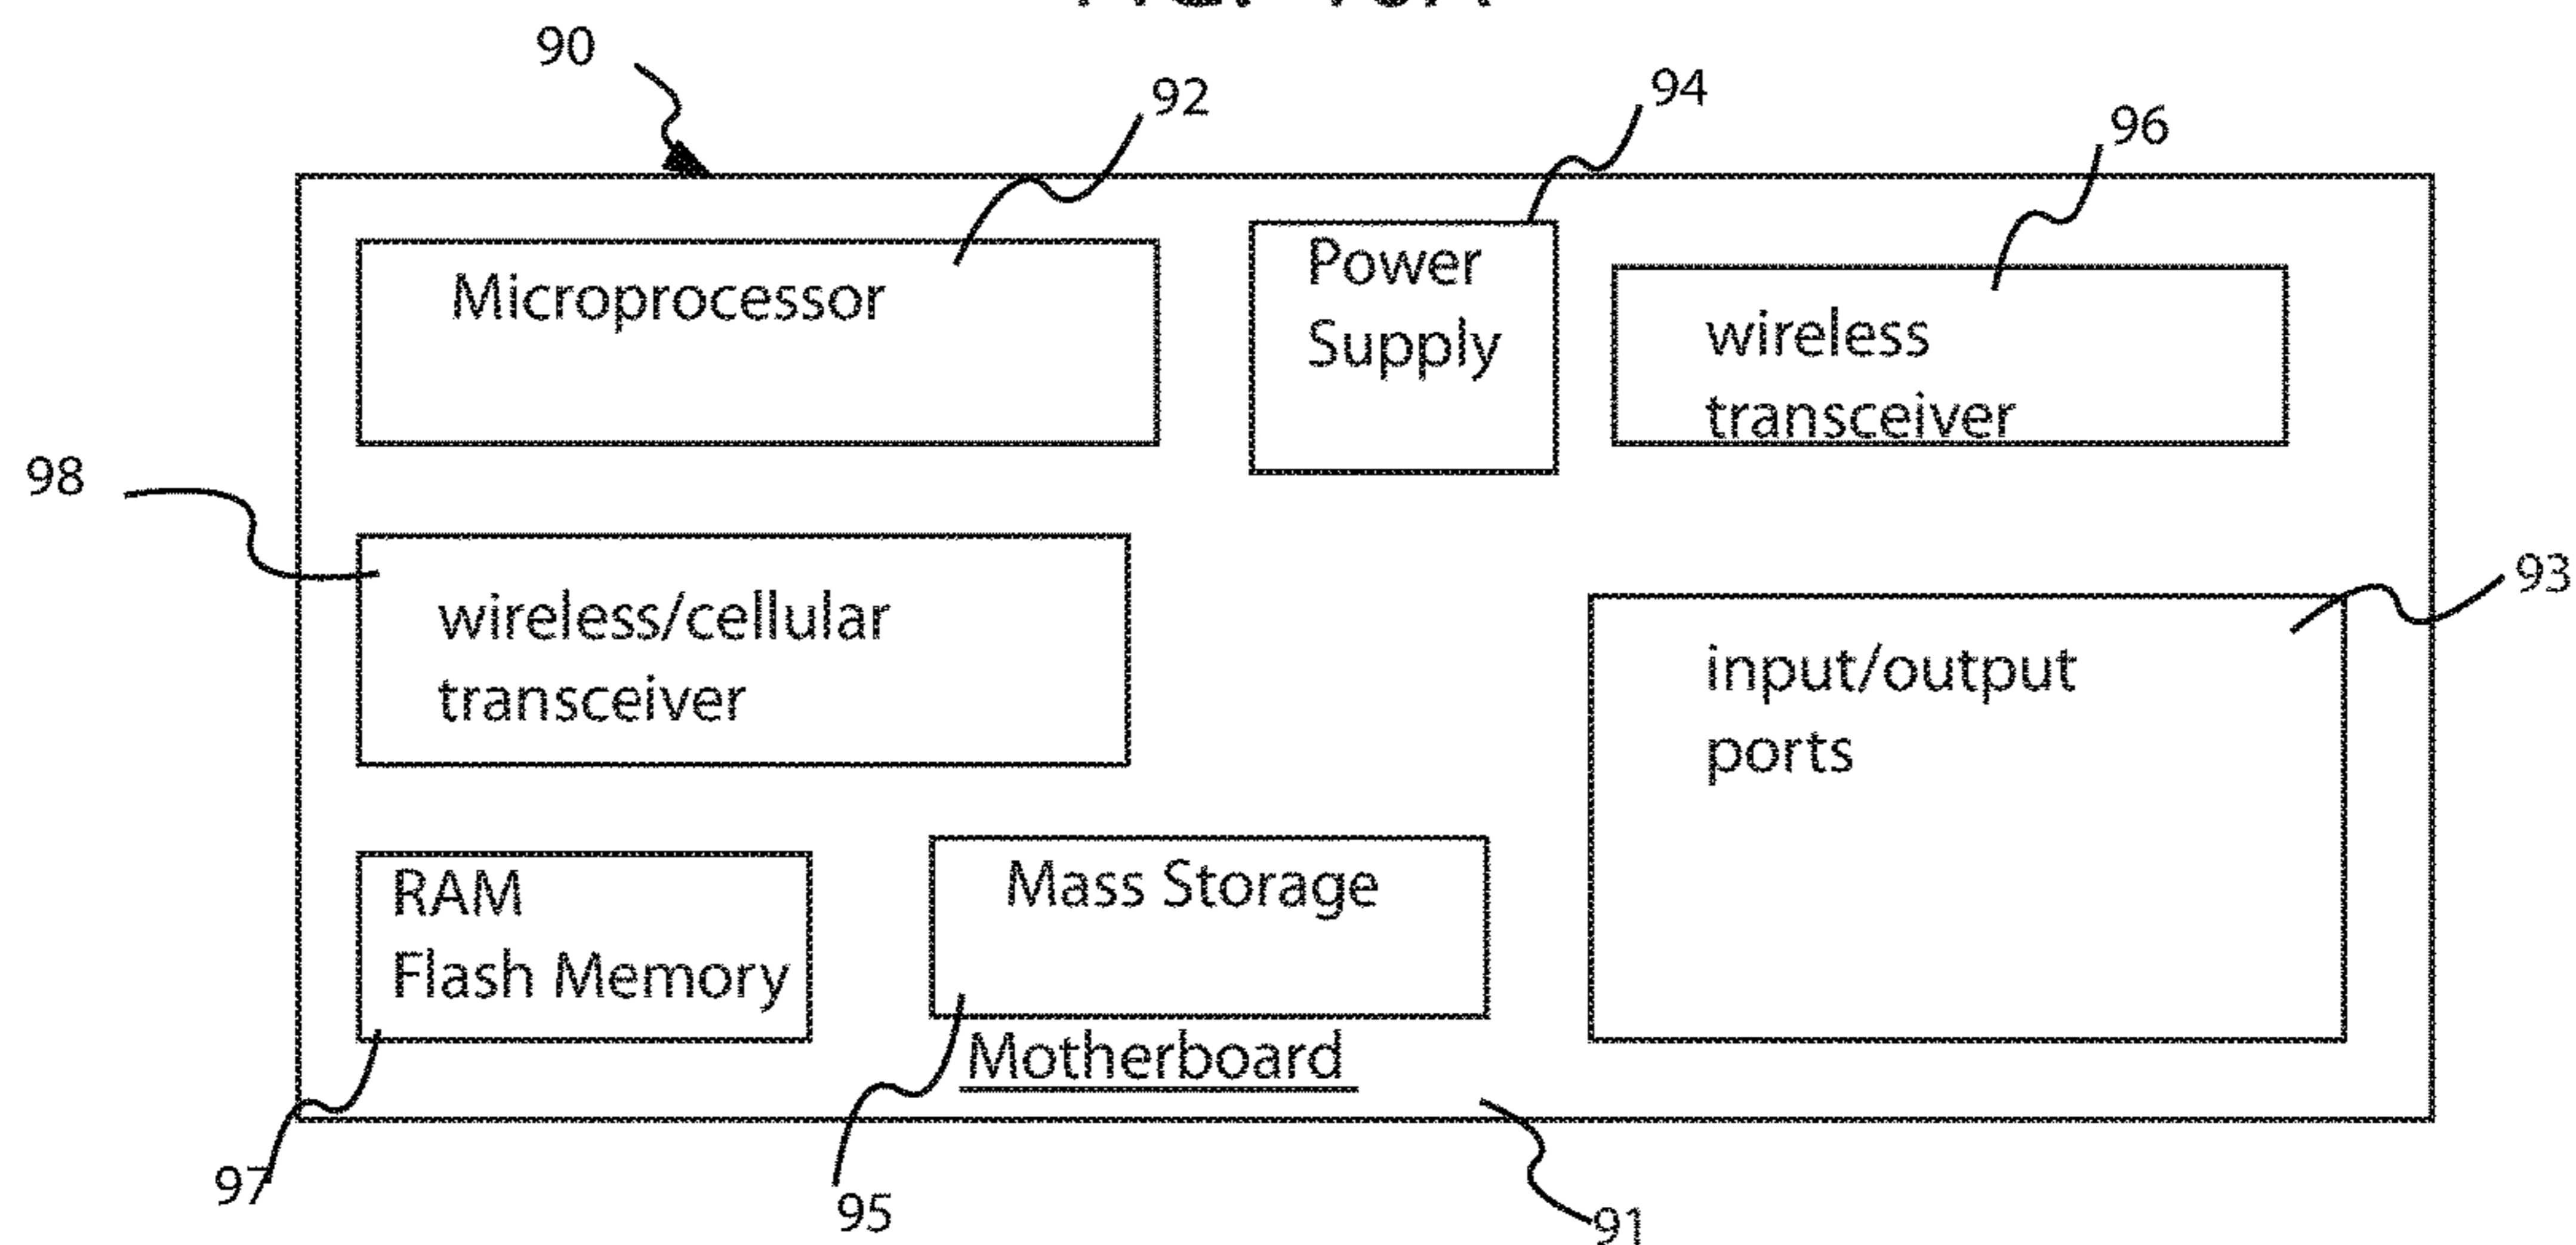 90
92
94
96
Microprocessor
Power
Supply
wireless
transceiver
98
wireless/cellular
transceiver
93
input/output
ports
RAM
Flash Memory
Mass Storage
Motherboard
97
95
91